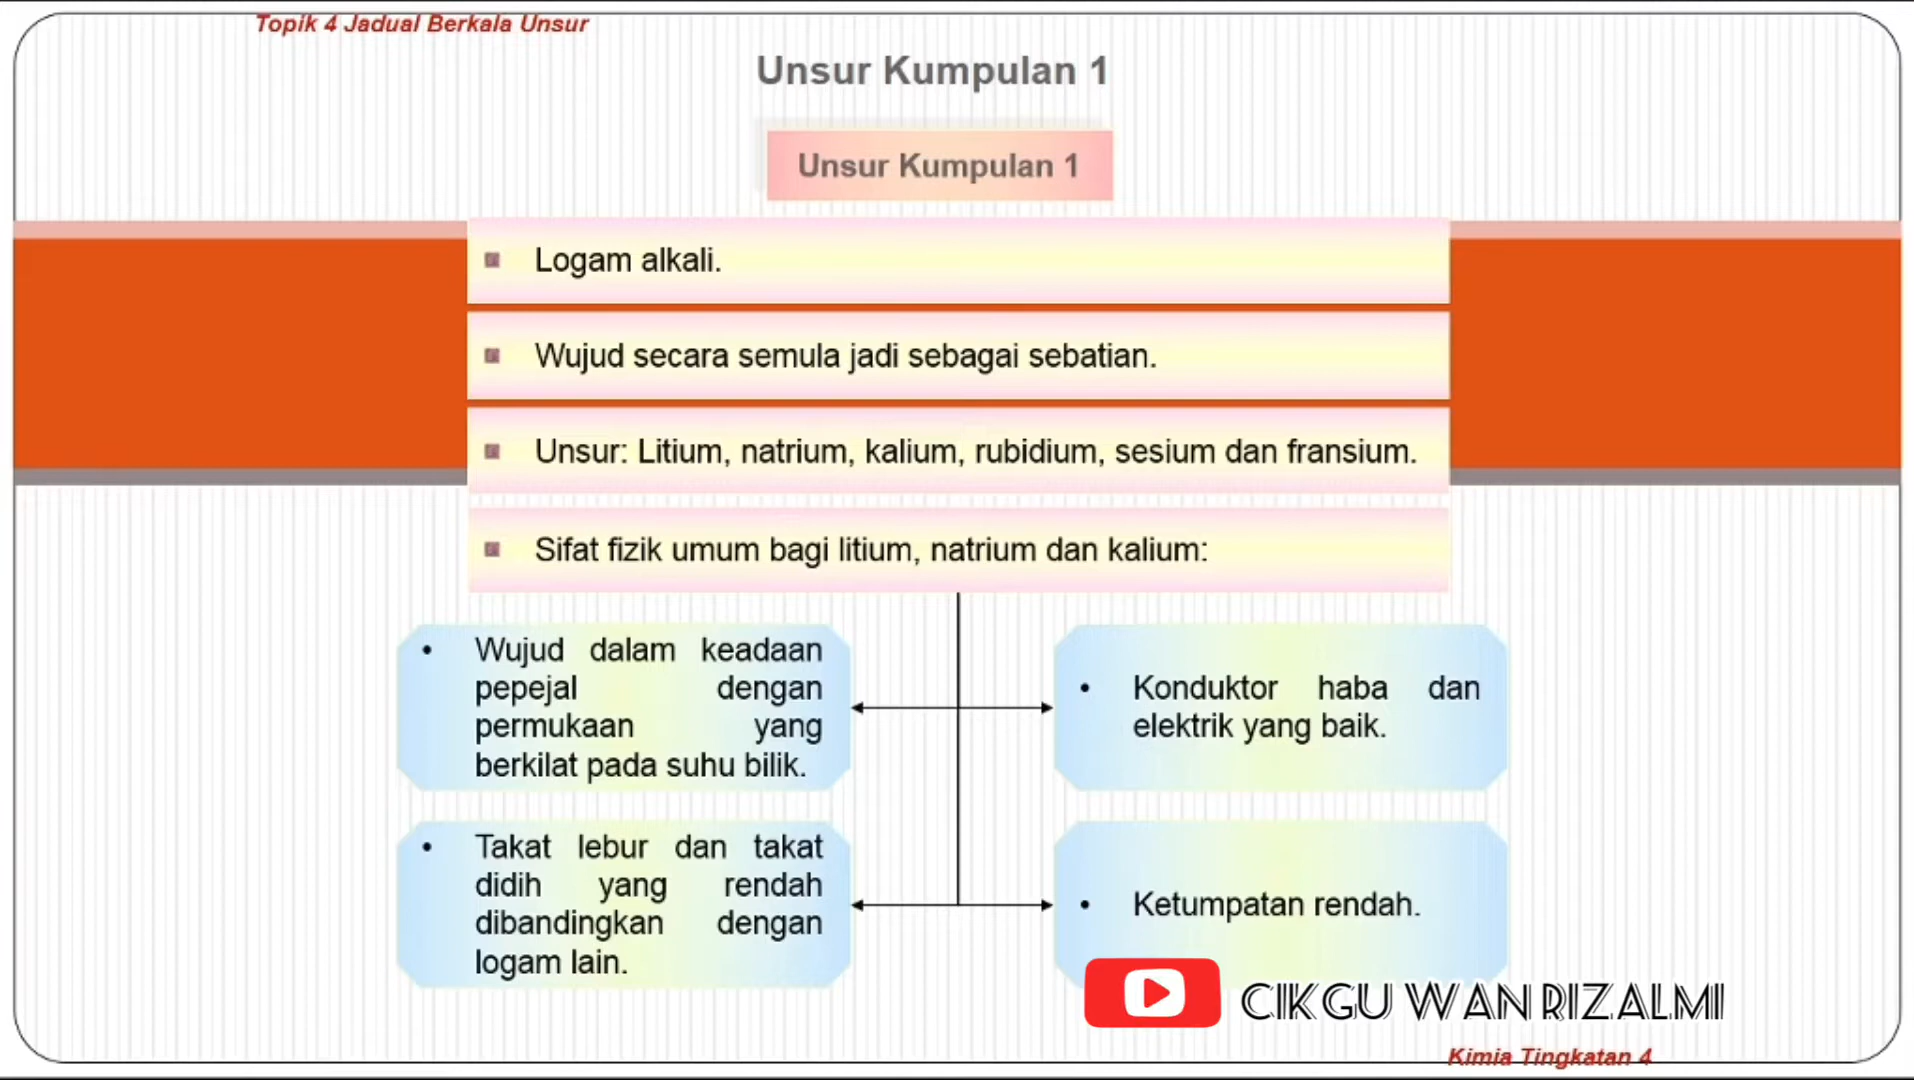 Topik 4 Jadual Berkala Unsur
Unsur Kumpulan 1
Unsur Kumpulan 1
Logam alkali.
Wujud secara semula jadi sebagai sebatian.
Unsur: Litium, natrium, kalium, rubidium, sesium dan fransium.
Sifat fizik umum bagi litium, natrium dan kalium:
• Wujud dalam keadaan
pepejal dengan
permukaan yang
berkilat pada suhu bilik.
• Konduktor haba dan
elektrik yang baik.
• Takat lebur dan takat
didih yang rendah
dibandingkan dengan
logam lain.
• Ketumpatan rendah.
CIKGU WAN RIZALMI
Kimia Tingkatan 4